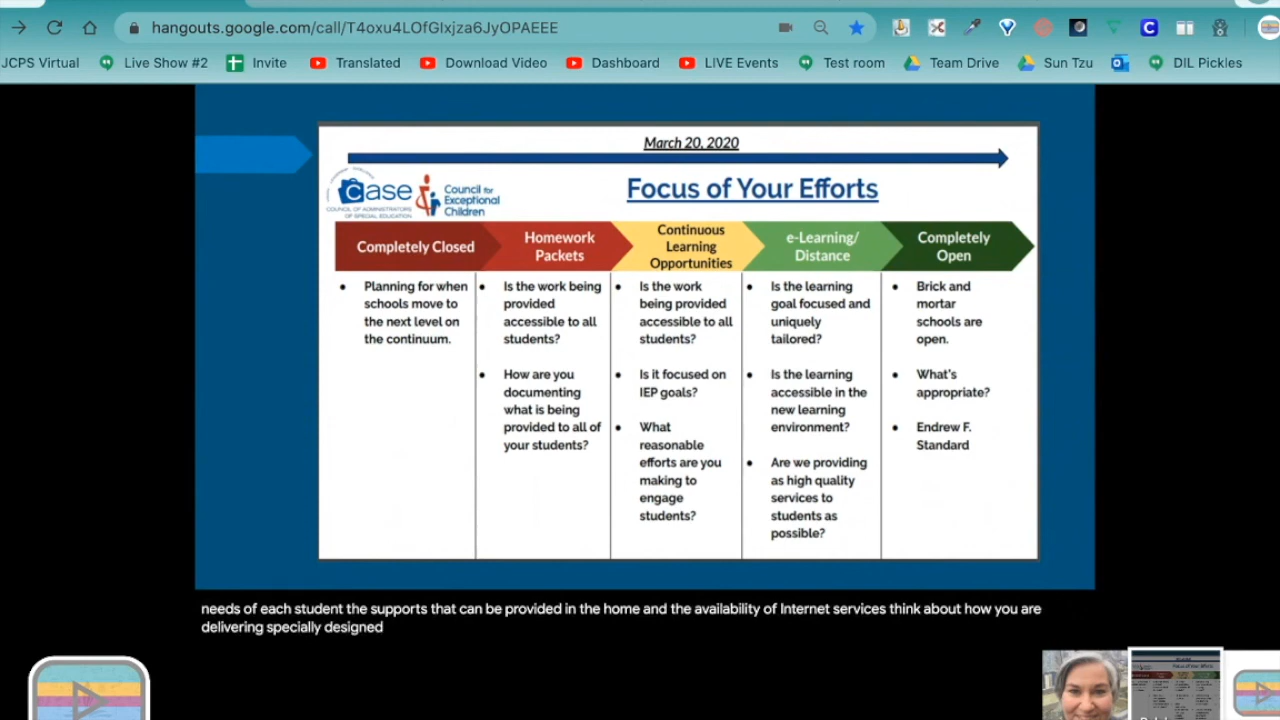 hangouts.google.com/call/T4oxu4LOfGIxjza6JyOPAEEE
JCPS Virtual Live Show #2 Invite Translated Download Video Dashboard LIVE Events Test room Team Drive Sun Tzu DIL Pickles
March 20, 2020
case
COUNCIL OF ADMINISTRATORS
OF SPECIAL EDUCATION
Council for
Exceptional
Children
Focus of Your Efforts
Completely Closed
• Planning for when
schools move to
the next level on
the continuum.
Homework
Packets
• Is the work being
provided
accessible to all
students?
• How are you
documenting
what is being
provided to all of
your students?
Continuous
Learning
Opportunities
• Is the work
being provided
accessible to all
students?
• Is it focused on
IEP goals?
• What
reasonable
efforts are you
making to
engage
students?
e-Learning/
Distance
• Is the learning
goal focused and
uniquely
tailored?
• Is the learning
accessible in the
new learning
environment?
• Are we providing
as high quality
services to
students as
possible?
Completely
Open
• Brick and
mortar
schools are
open.
• What's
appropriate?
• Endrew F.
Standard
needs of each student the supports that can be provided in the home and the availability of Internet services think about how you are
delivering specially designed